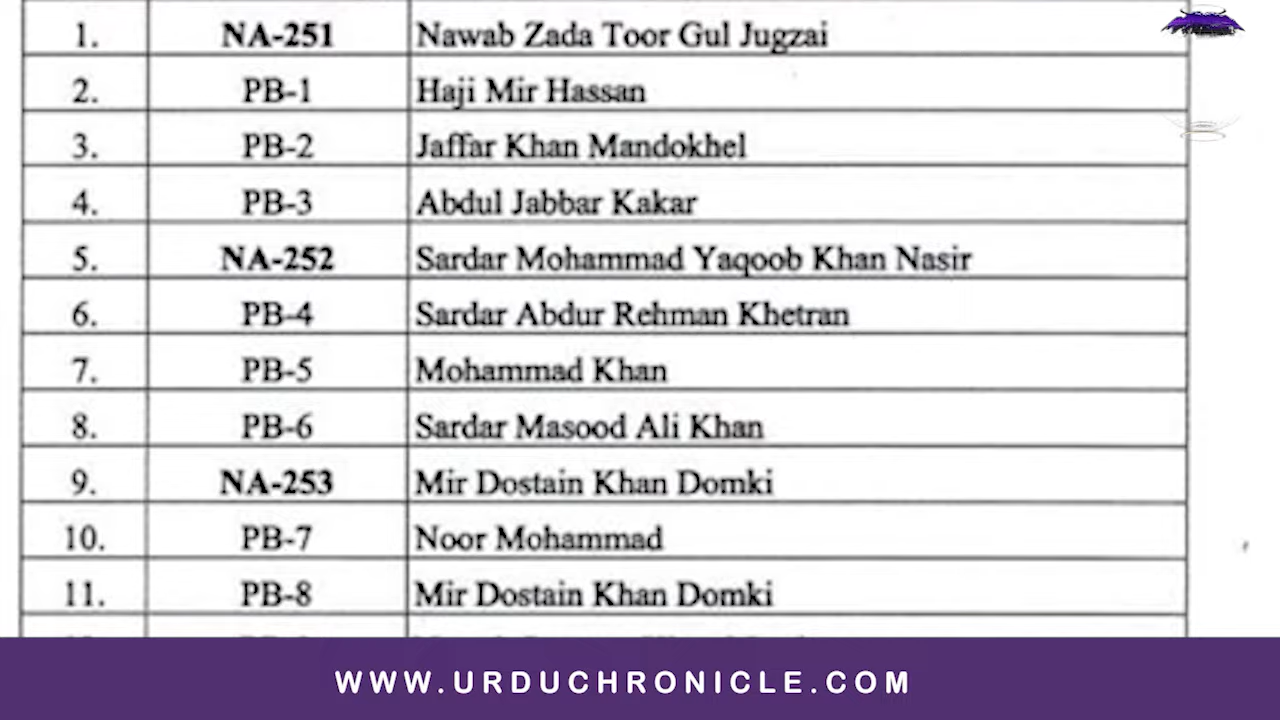 1. NA-251 Nawab Zada Toor Gul Jugzai
2. PB-1 Haji Mir Hassan
3. PB-2 Jaffar Khan Mandokhel
4. PB-3 Abdul Jabbar Kakar
5. NA-252 Sardar Mohammad Yaqoob Khan Nasir
6. PB-4 Sardar Abdur Rehman Khetran
7. PB-5 Mohammad Khan
8. PB-6 Sardar Masood Ali Khan
9. NA-253 Mir Dostain Khan Domki
10. PB-7 Noor Mohammad
11. PB-8 Mir Dostain Khan Domki
WWW.URDUCHRONICLE.COM